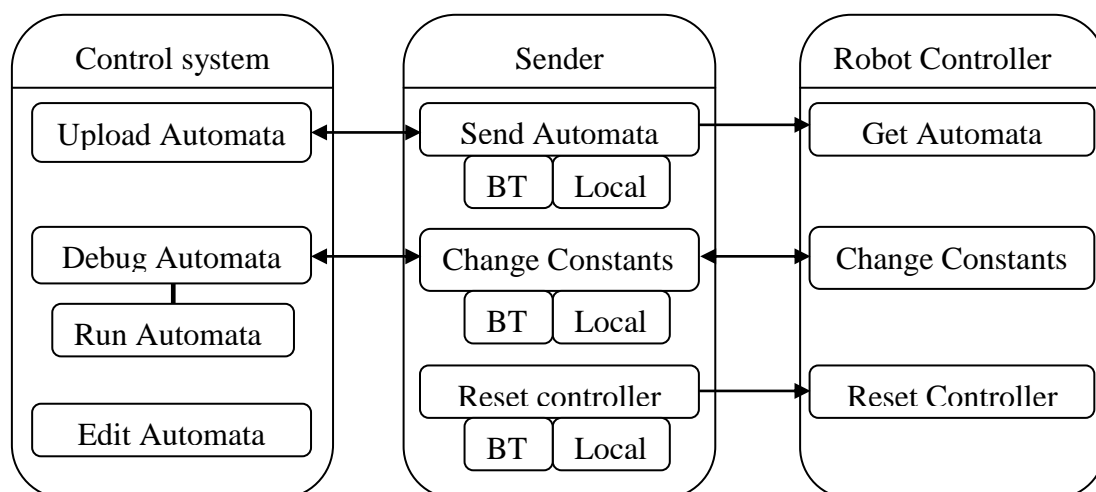 Control system
Upload Automata
Debug Automata
Run Automata
Edit Automata
Sender
Send Automata
BT Local
Change Constants
BT Local
Reset controller
BT Local
Robot Controller
Get Automata
Change Constants
Reset Controller